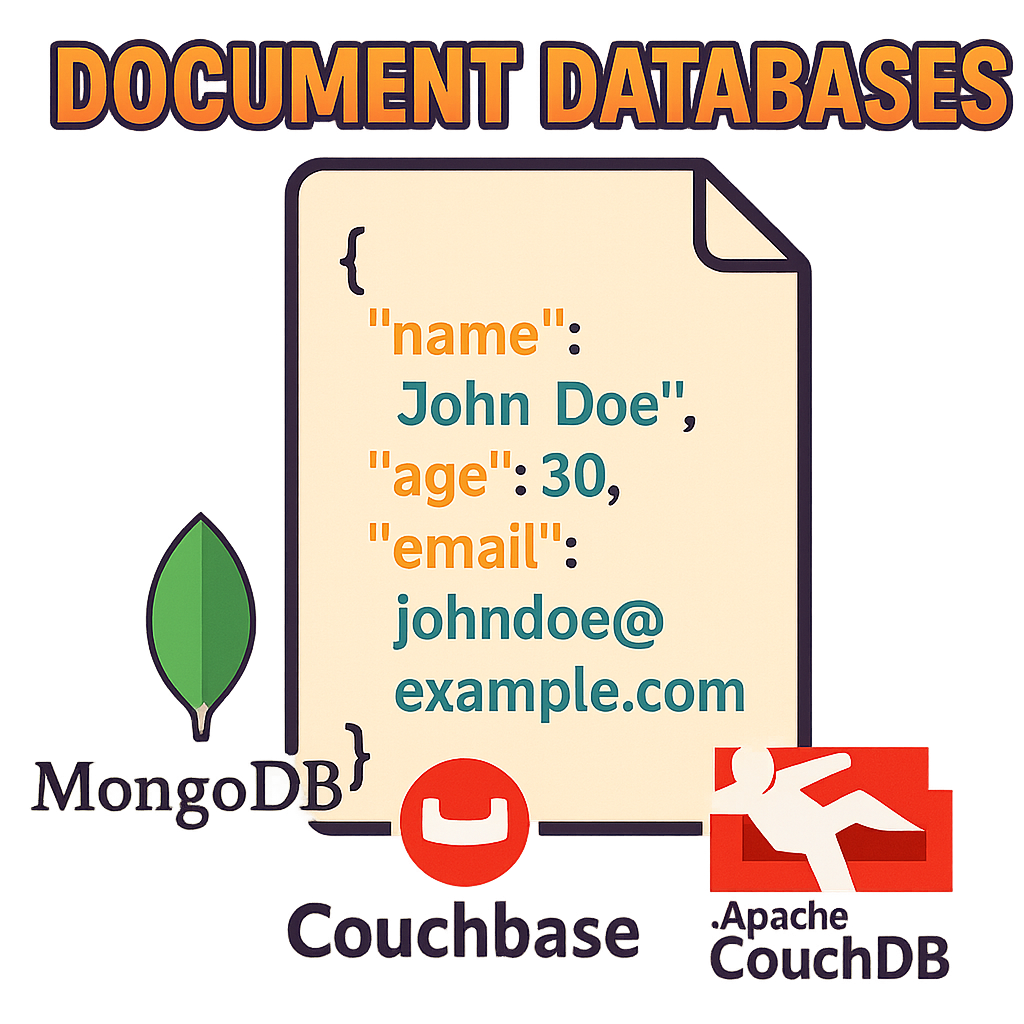 DOCUMENT DATABASES
{
"name":
John Doe",
"age": 30,
"email":
johndoe@
example.com
}
MongoDB
Couchbase
.Apache
CouchDB